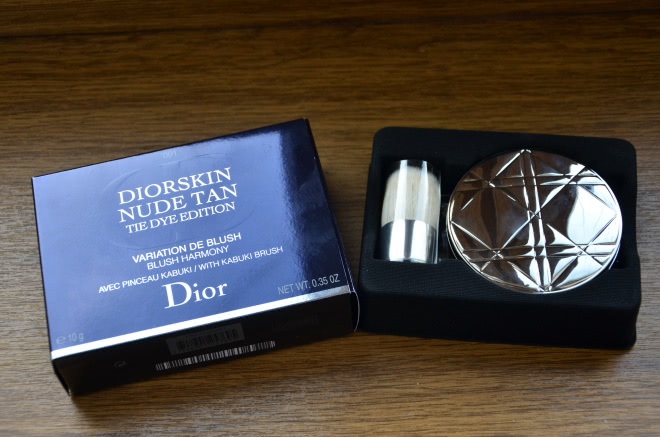 DIORSKIN
NUDE TAN
TIE DYE EDITION
VARIATION DE BLUSH
BLUSH HARMONY
AVEC PINCEAU KABUKI / WITH KABUKI BRUSH
Dior
NET WT. 0.35 OZ.
℮ 10 g